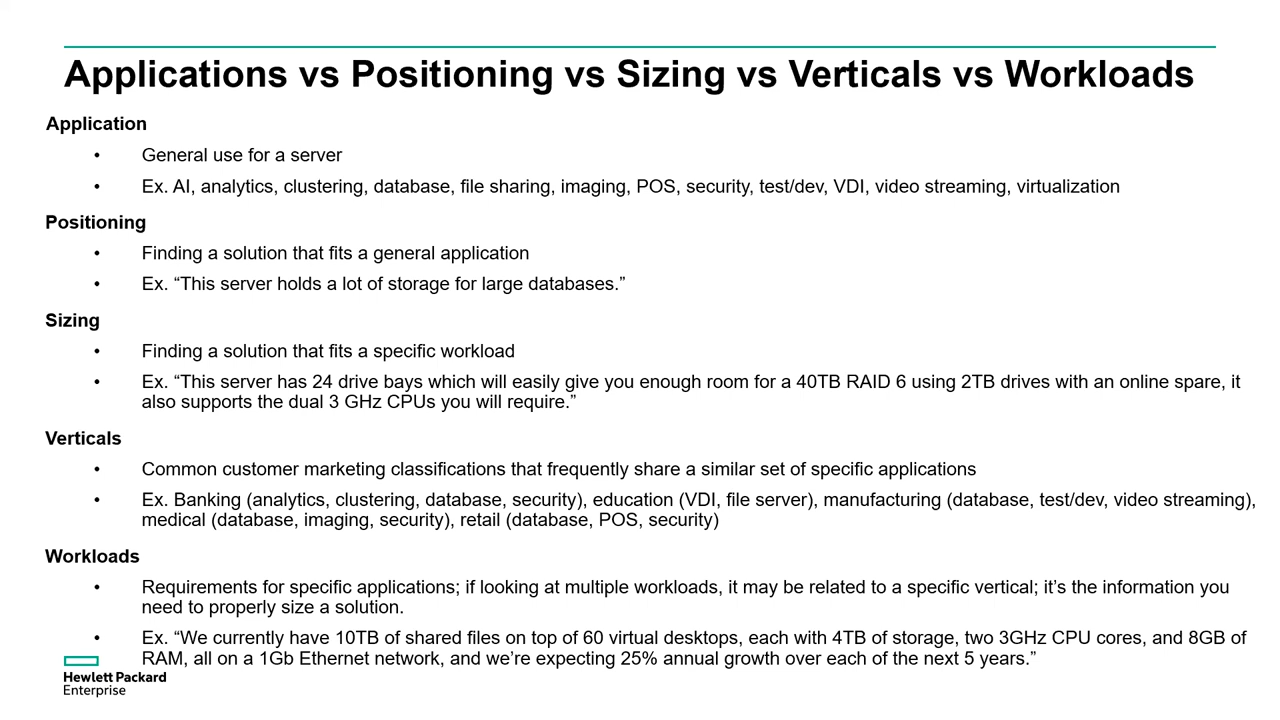 Applications vs Positioning vs Sizing vs Verticals vs Workloads
Application
• General use for a server
• Ex. AI, analytics, clustering, database, file sharing, imaging, POS, security, test/dev, VDI, video streaming, virtualization
Positioning
• Finding a solution that fits a general application
• Ex. “This server holds a lot of storage for large databases.”
Sizing
• Finding a solution that fits a specific workload
• Ex. “This server has 24 drive bays which will easily give you enough room for a 40TB RAID 6 using 2TB drives with an online spare, it
also supports the dual 3 GHz CPUs you will require.”
Verticals
• Common customer marketing classifications that frequently share a similar set of specific applications
• Ex. Banking (analytics, clustering, database, security), education (VDI, file server), manufacturing (database, test/dev, video streaming),
medical (database, imaging, security), retail (database, POS, security)
Workloads
• Requirements for specific applications; if looking at multiple workloads, it may be related to a specific vertical; it’s the information you
need to properly size a solution.
• Ex. “We currently have 10TB of shared files on top of 60 virtual desktops, each with 4TB of storage, two 3GHz CPU cores, and 8GB of
RAM, all on a 1Gb Ethernet network, and we’re expecting 25% annual growth over each of the next 5 years.”
Hewlett Packard
Enterprise